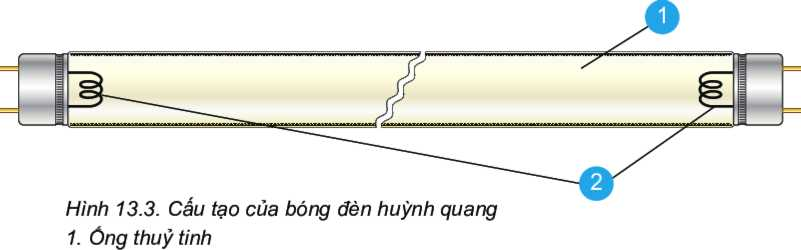 1
2
Hình 13.3. Cấu tạo của bóng đèn huỳnh quang
1. Ống thuỷ tinh